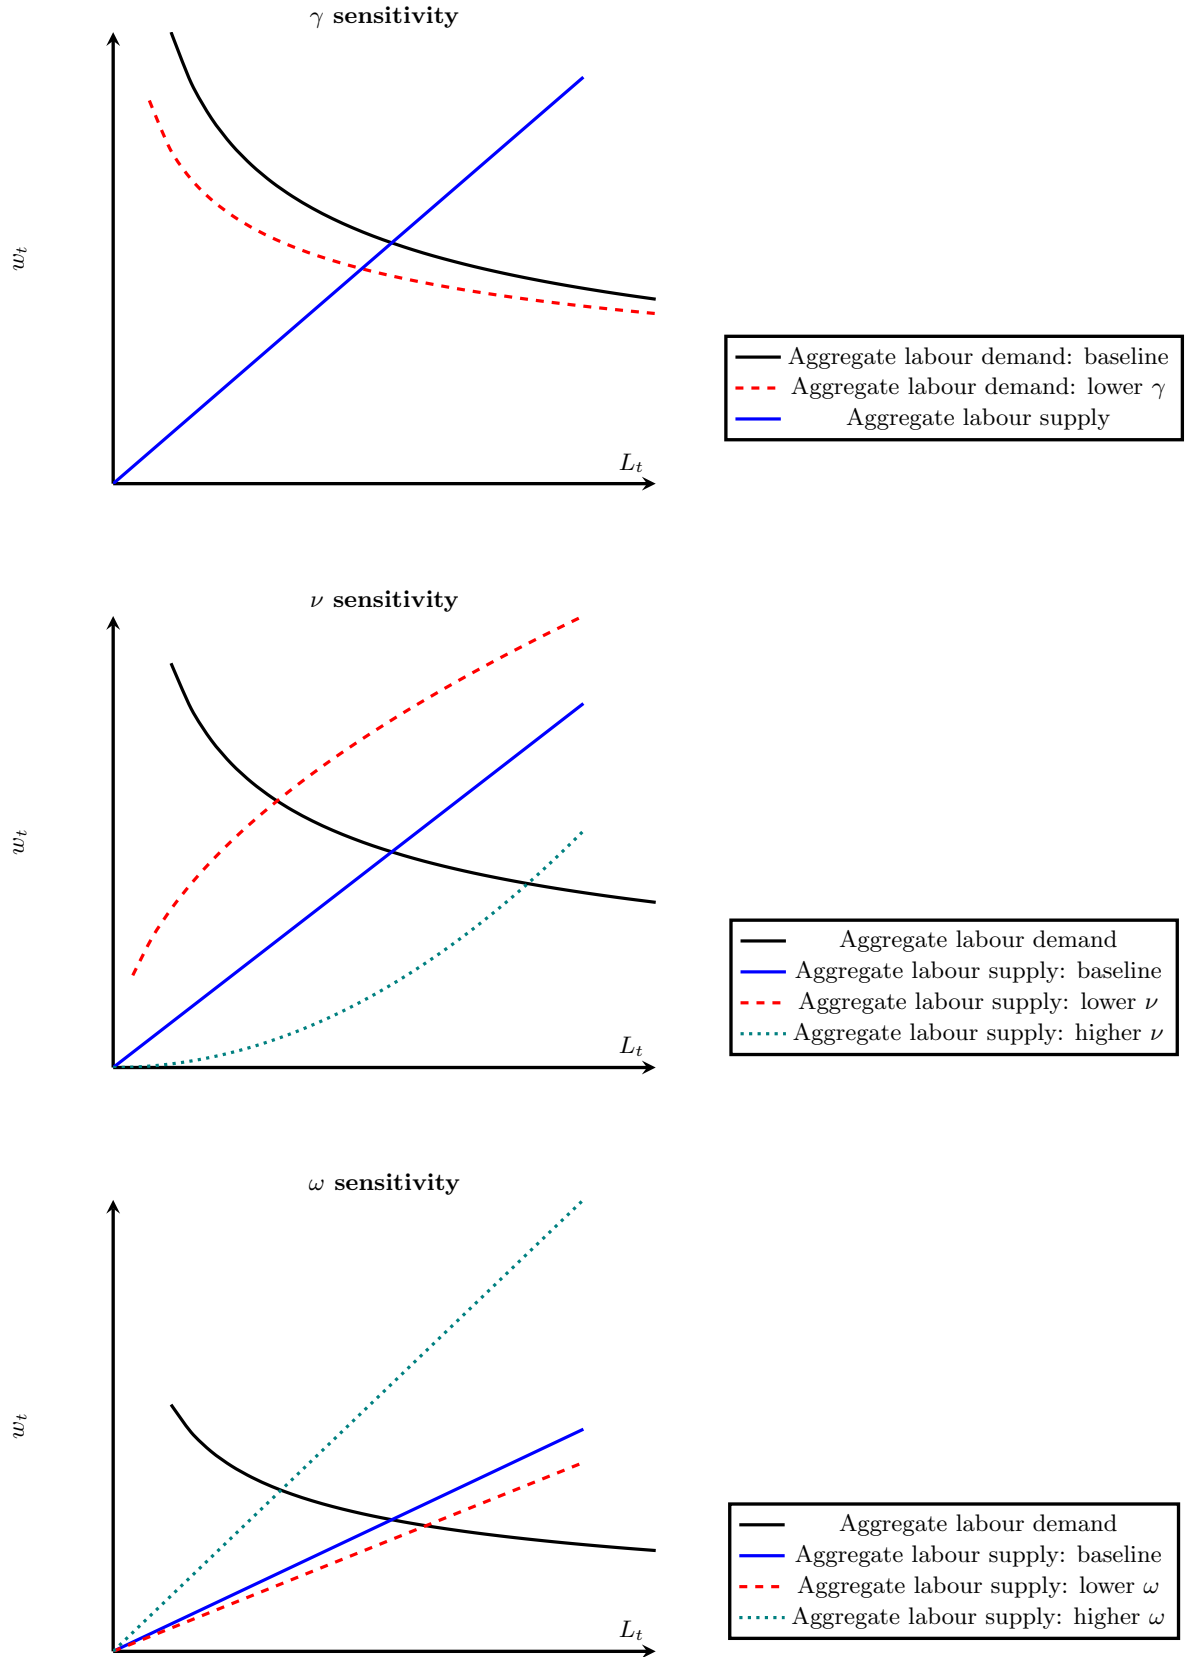 γ sensitivity
w_t
L_t
Aggregate labour demand: baseline
Aggregate labour demand: lower γ
Aggregate labour supply
ν sensitivity
w_t
L_t
Aggregate labour demand
Aggregate labour supply: baseline
Aggregate labour supply: lower ν
Aggregate labour supply: higher ν
ω sensitivity
w_t
L_t
Aggregate labour demand
Aggregate labour supply: baseline
Aggregate labour supply: lower ω
Aggregate labour supply: higher ω